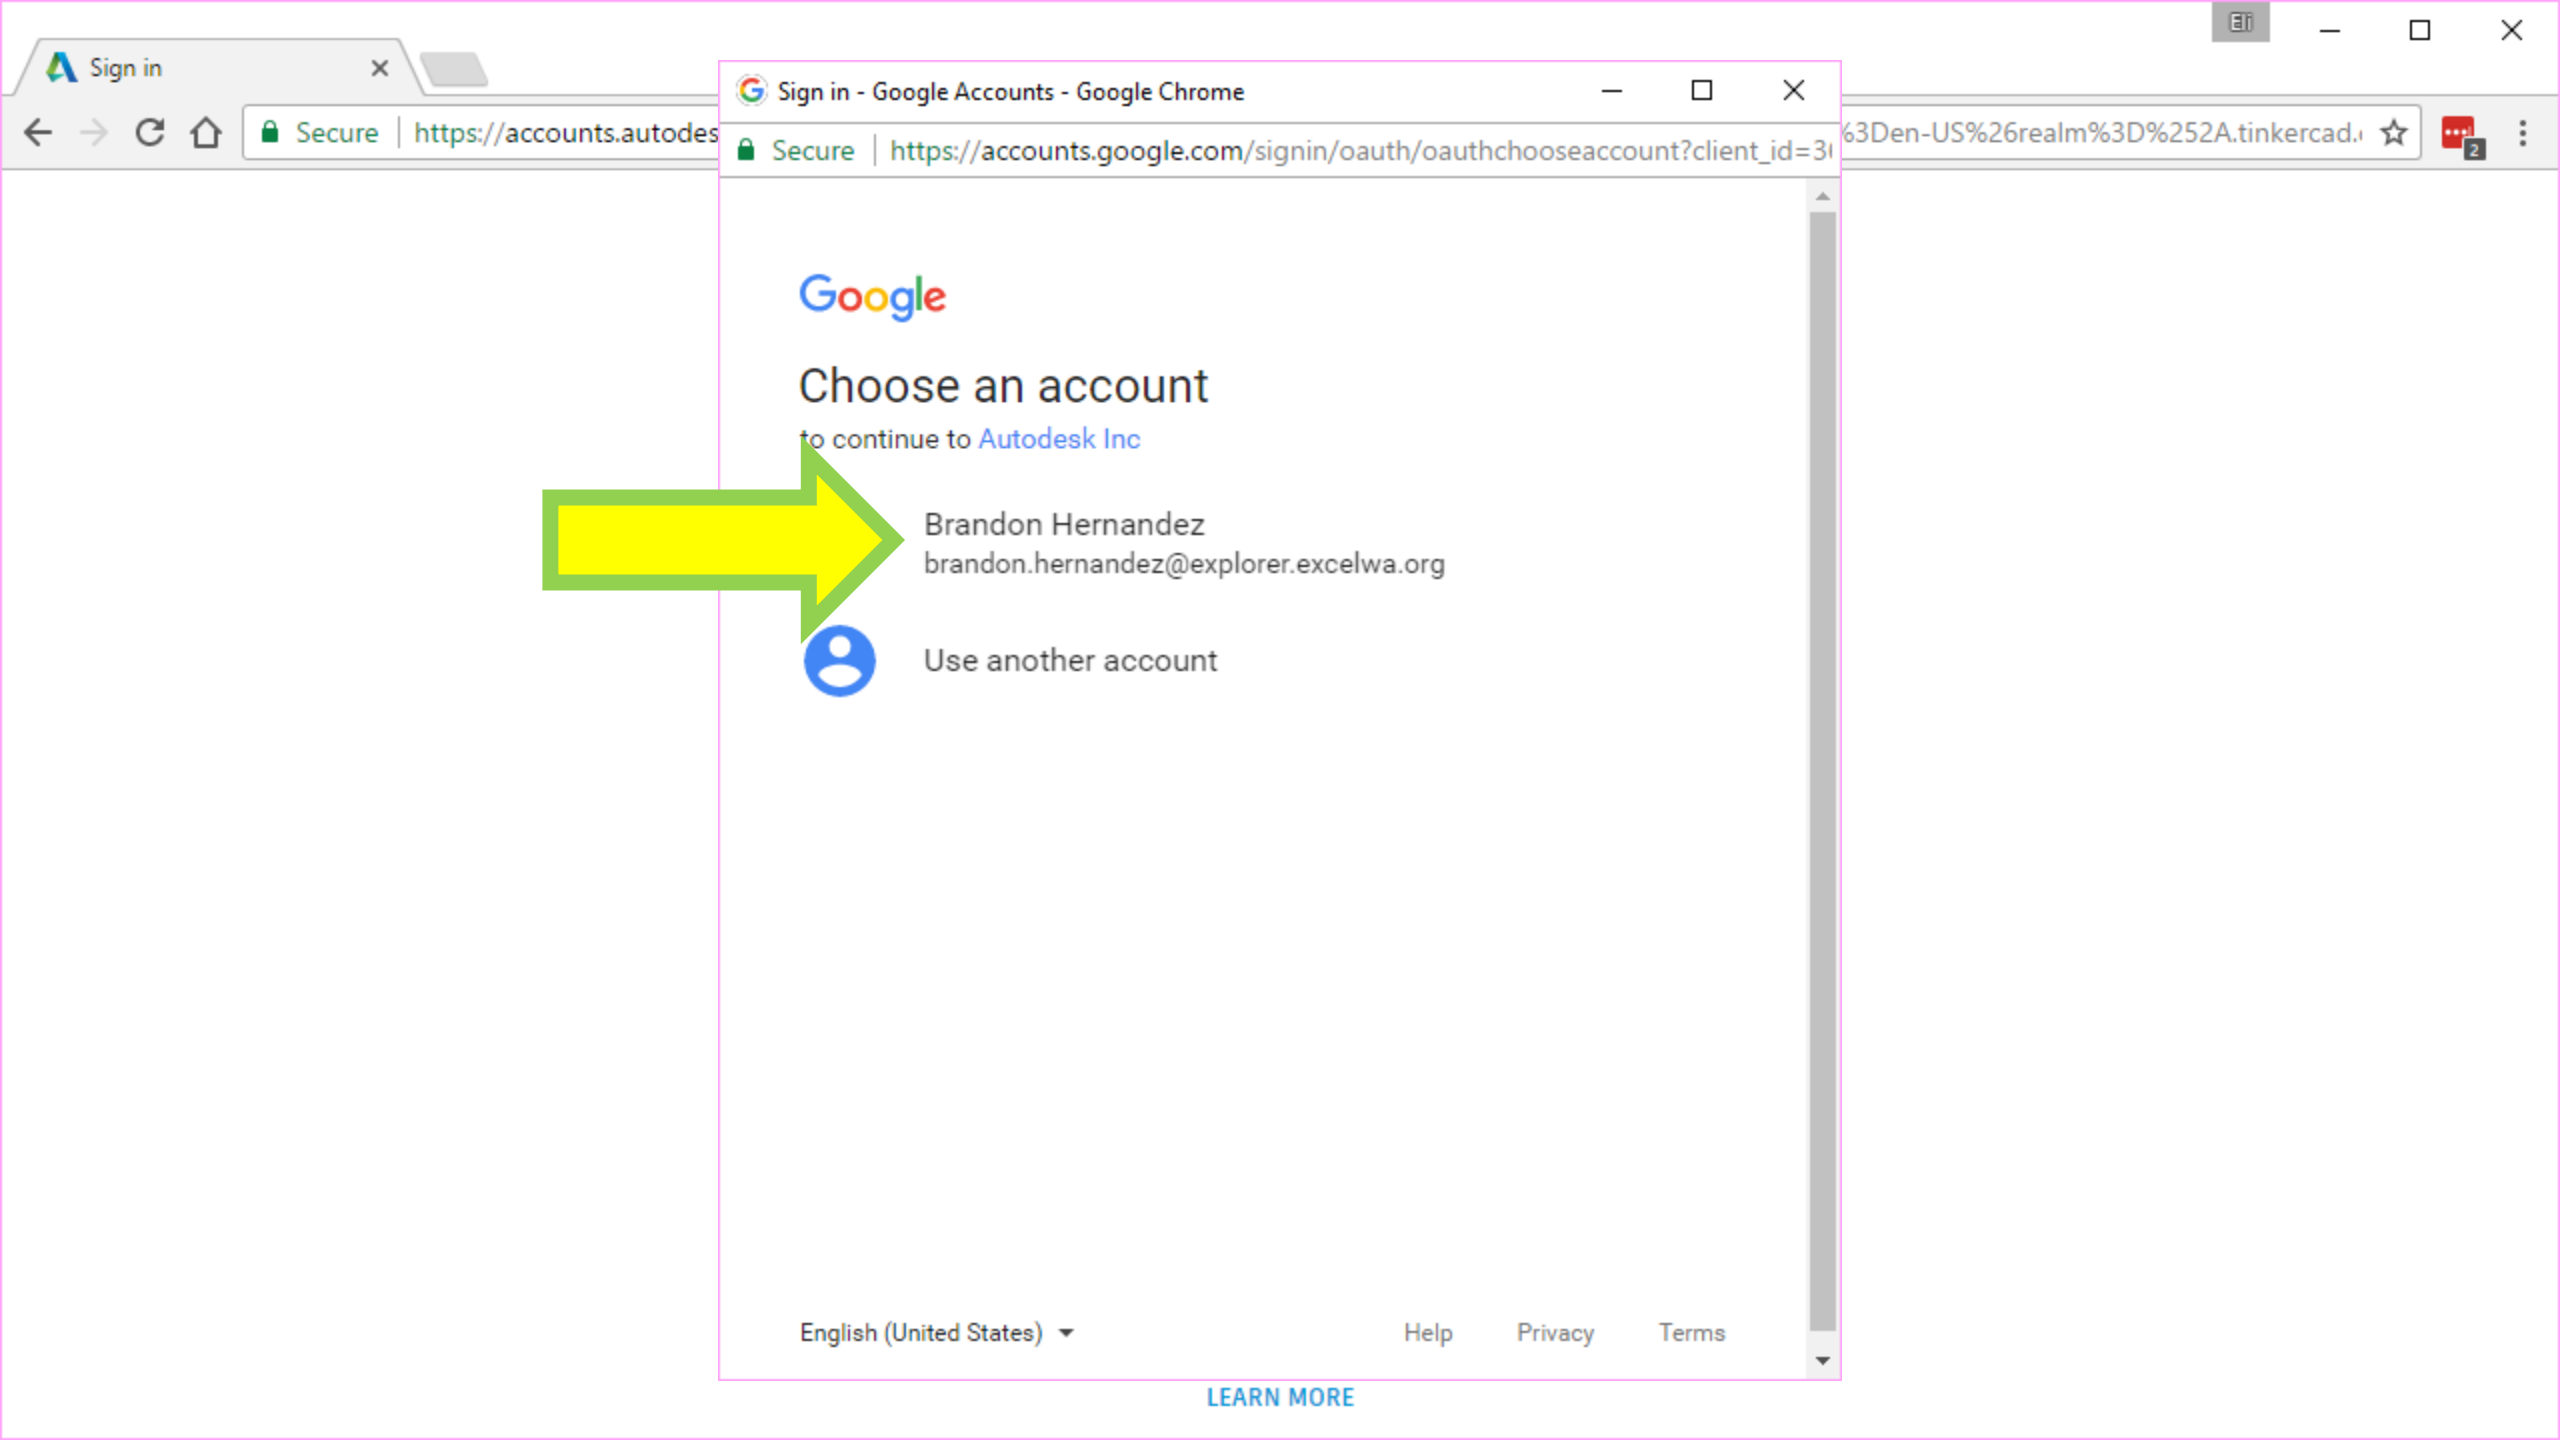 Eli
Sign in
Secure https://accounts.autodes
Sign in - Google Accounts - Google Chrome
%3Den-US%26realm%3D%252A.tinkercad.
2
Secure https://accounts.google.com/signin/oauth/oauthchooseaccount?client_id=3
Google
Choose an account
to continue to Autodesk Inc
Brandon Hernandez
brandon.hernandez@explorer.excelwa.org
Use another account
English (United States)
Help Privacy Terms
LEARN MORE